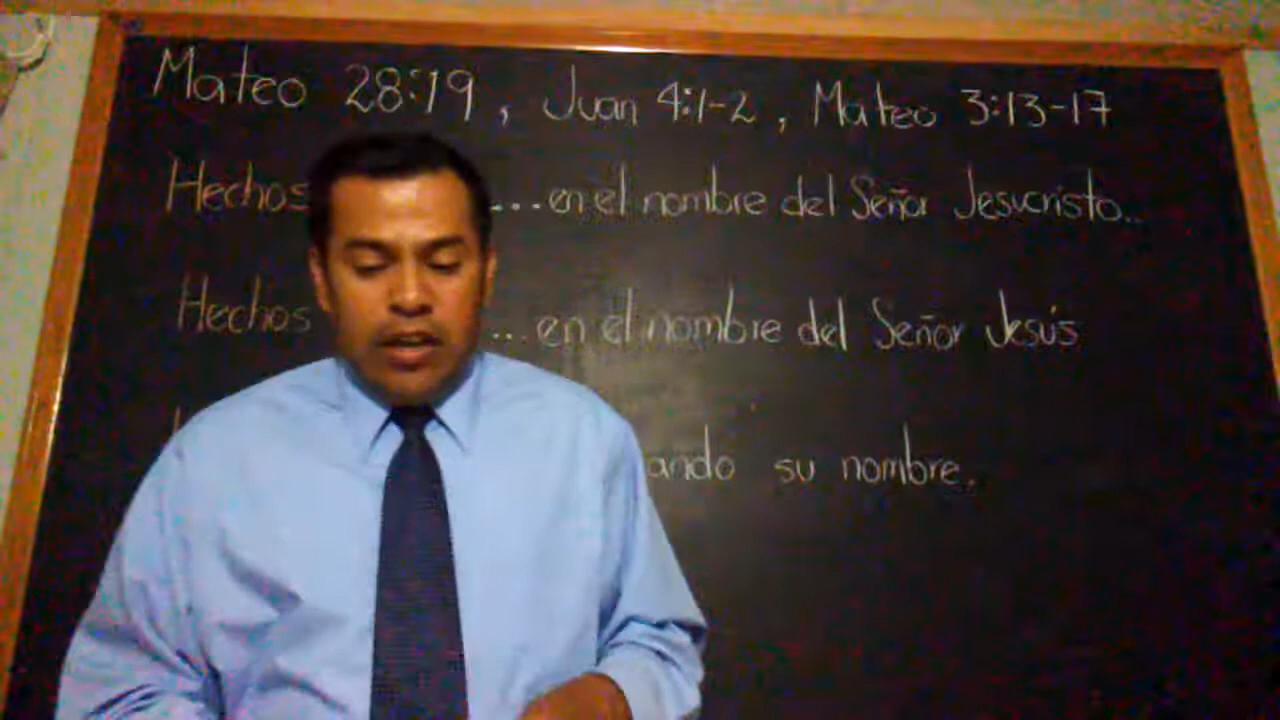 Mateo 28:19, Juan 4:1-2, Mateo 3:13-17
Hechos ...en el nombre del Señor Jesucristo..
Hechos ...en el nombre del Señor Jesús
ando su nombre.